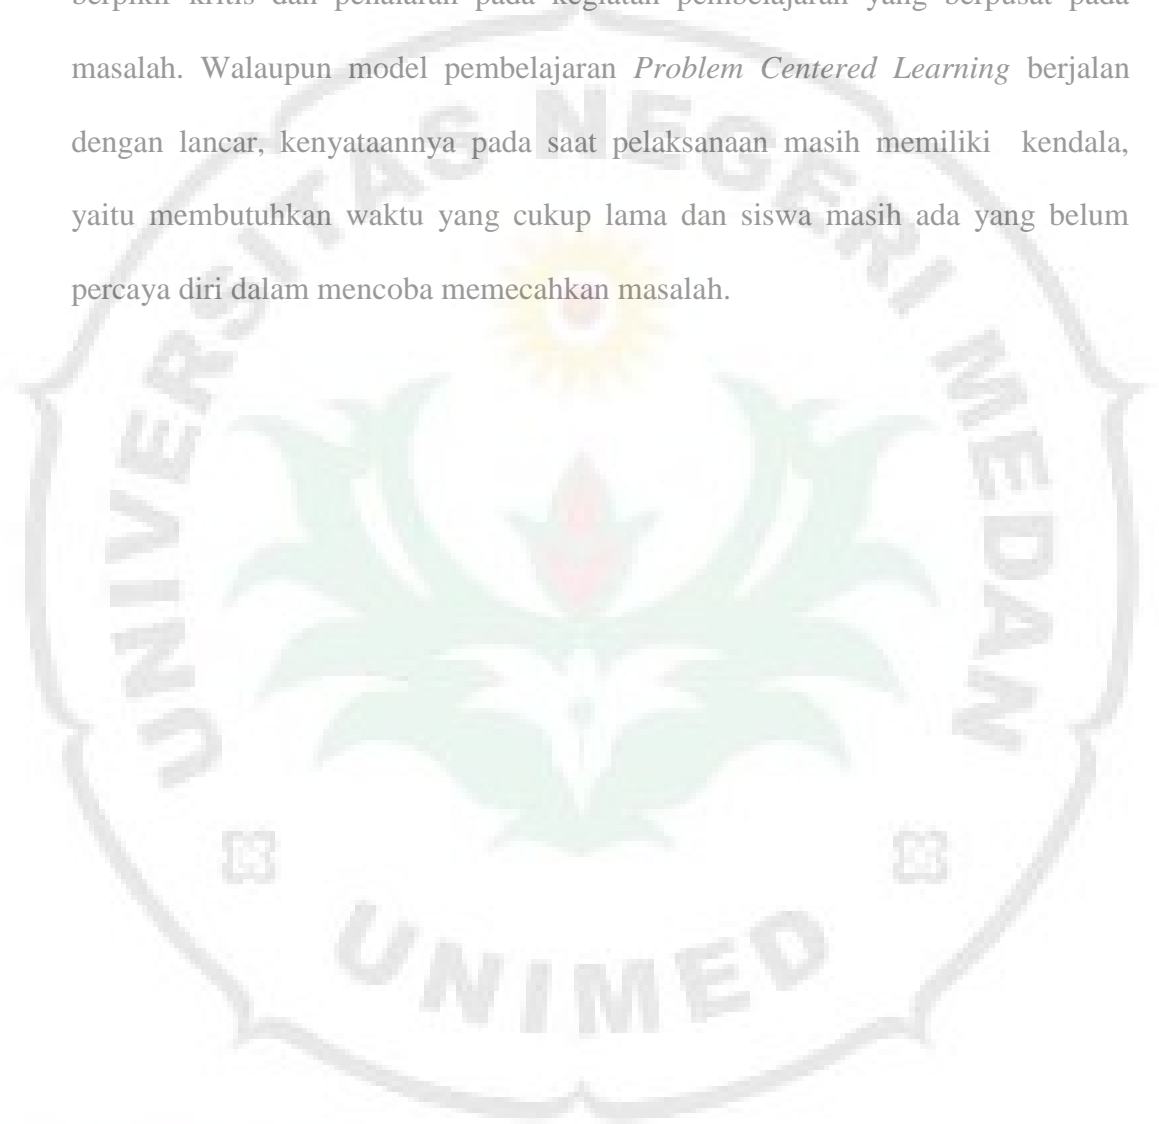 berpikir kritis dan penalaran pada kegiatan pembelajaran yang berpusat pada
masalah. Walaupun model pembelajaran Problem Centered Learning berjalan
dengan lancar, kenyataannya pada saat pelaksanaan masih memiliki kendala,
yaitu membutuhkan waktu yang cukup lama dan siswa masih ada yang belum
percaya diri dalam mencoba memecahkan masalah.
UNIVERSITAS NEGERI MEDAN
UNIMED